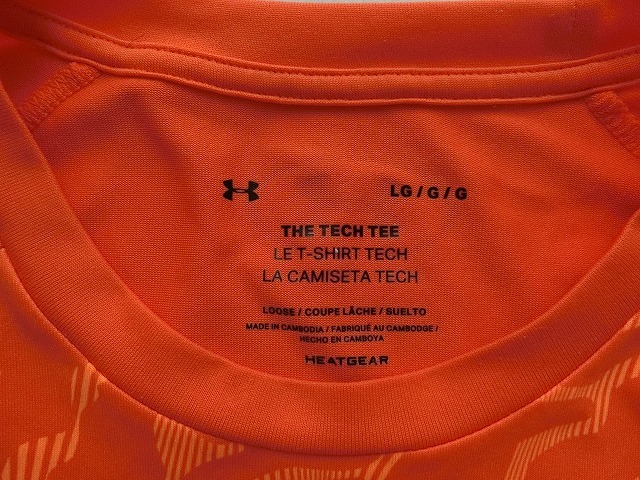 LG / G / G
THE TECH TEE
LE T-SHIRT TECH
LA CAMISETA TECH
LOOSE / COUPE LÂCHE / SUELTO
MADE IN CAMBODIA / FABRIQUÉ AU CAMBODGE /
HECHO EN CAMBOYA
HEATGEAR